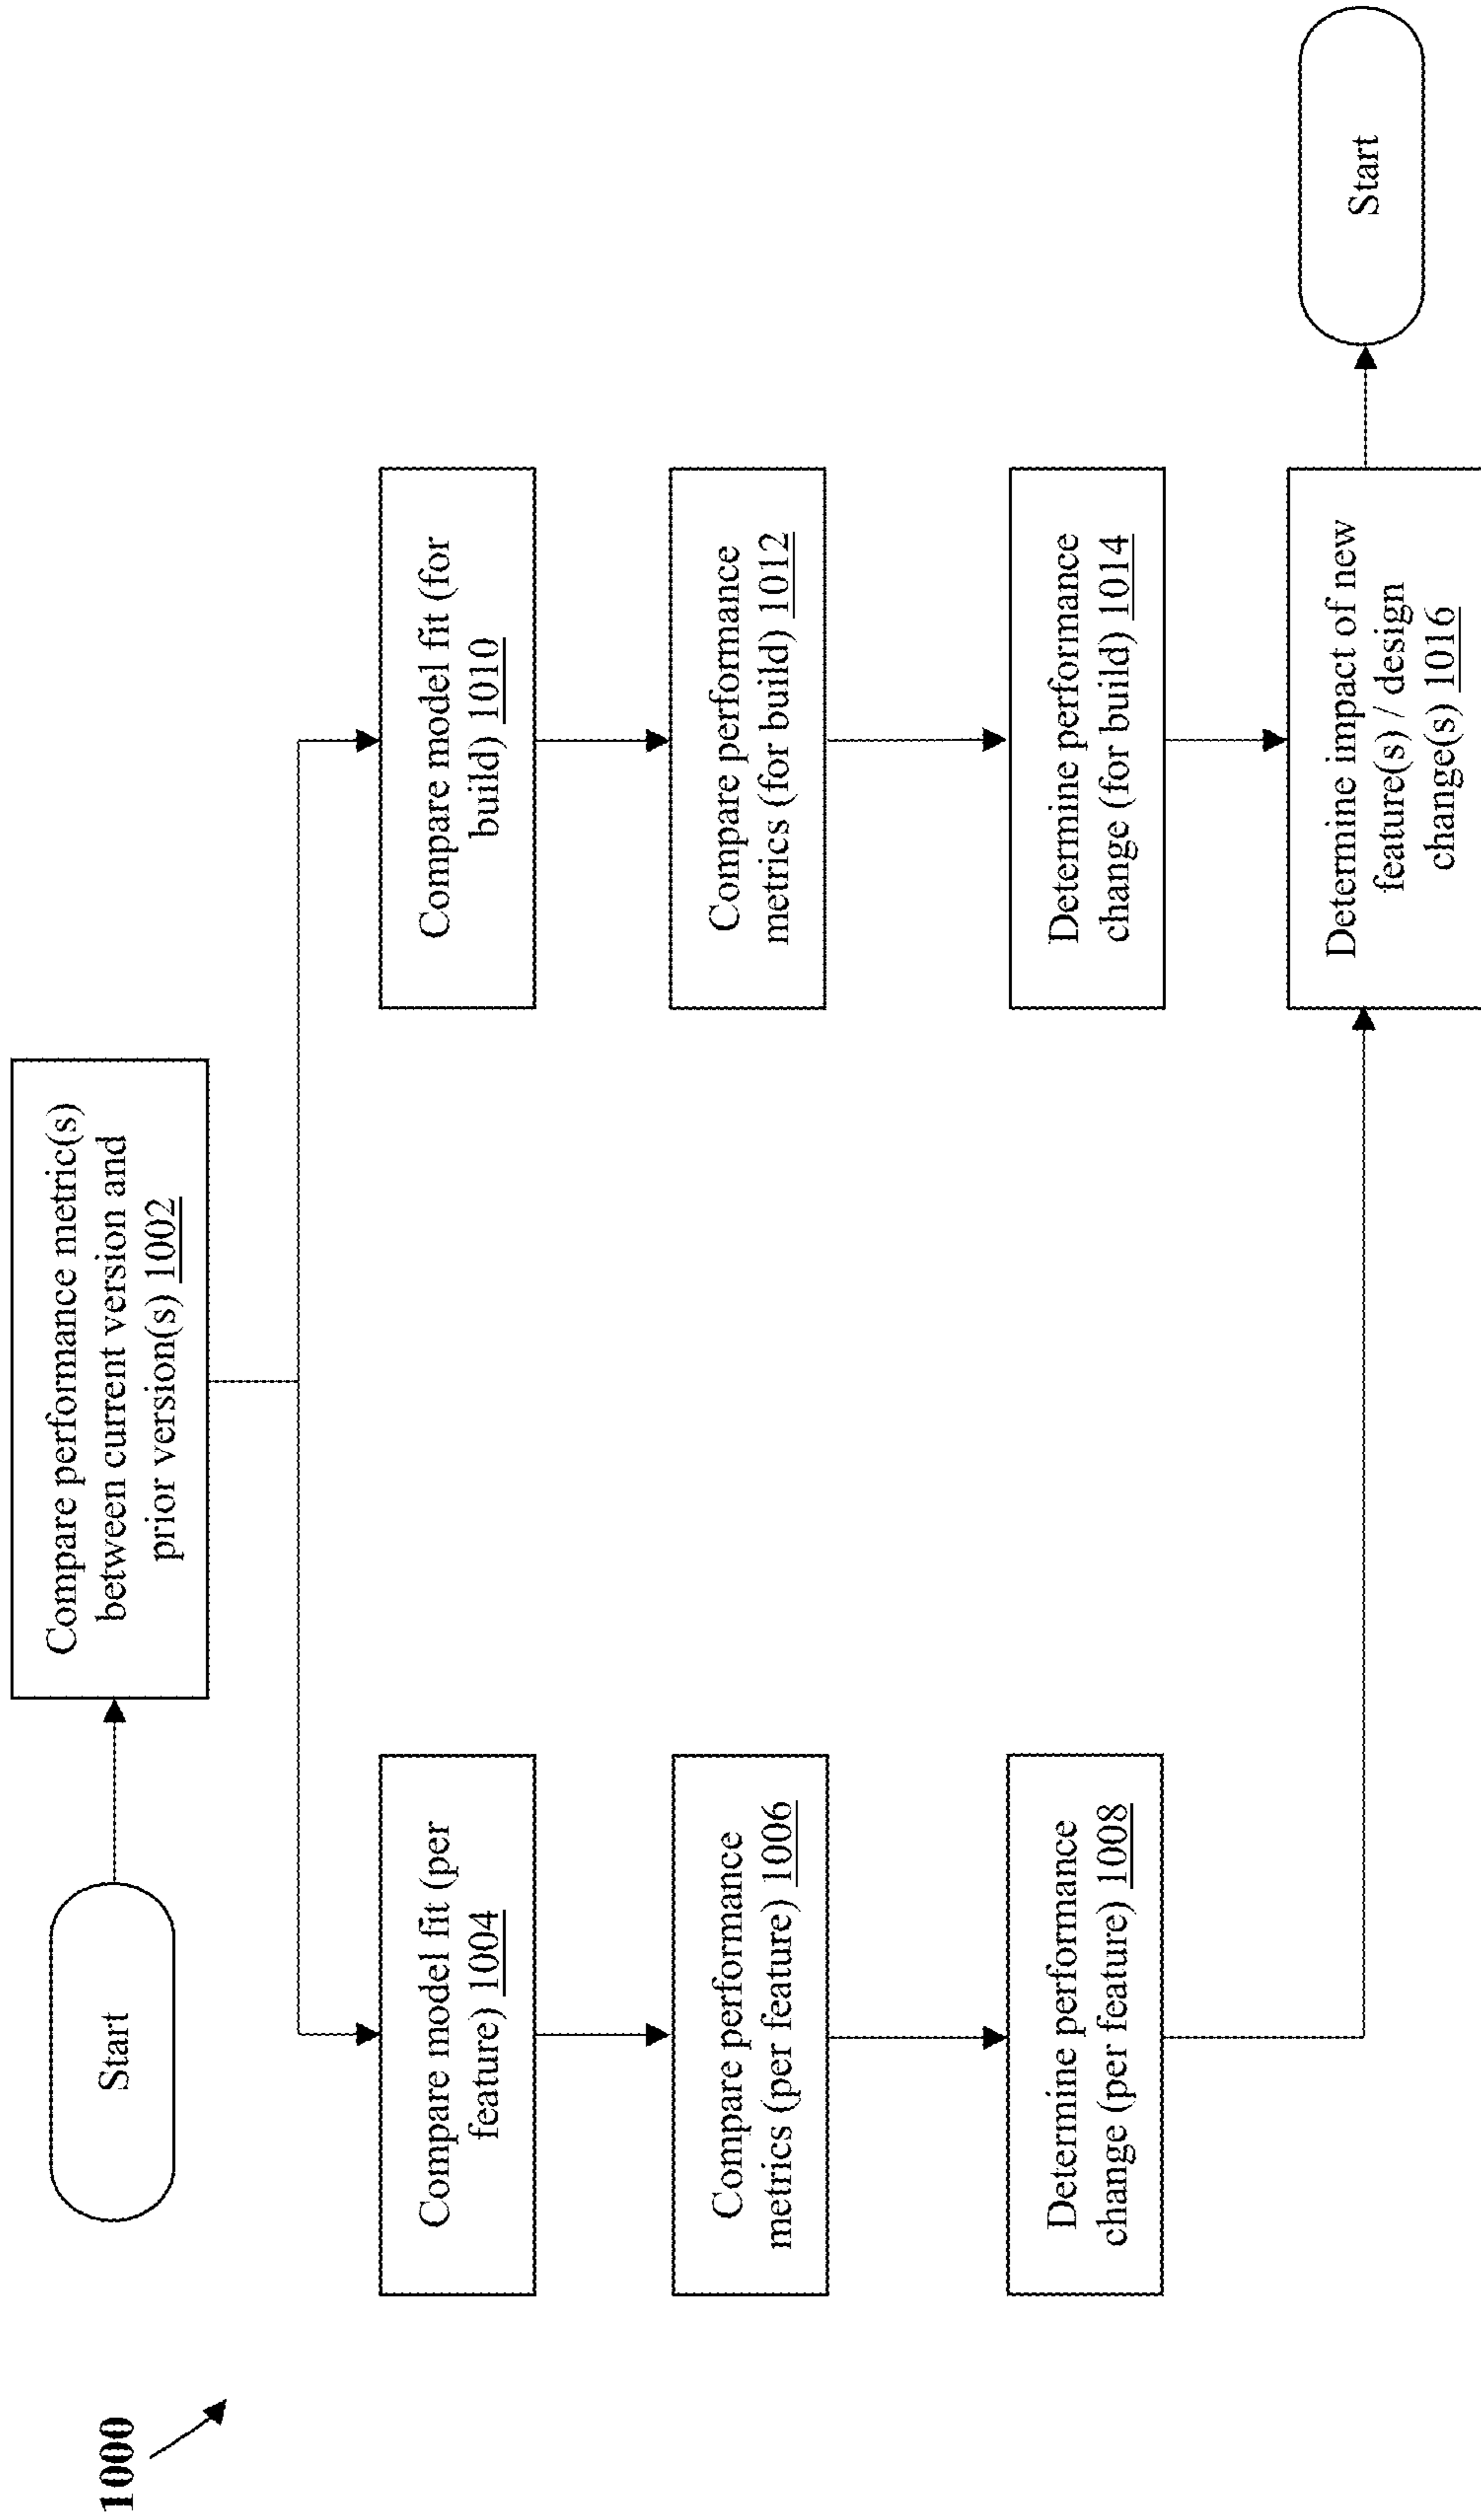 1000
Start
Compare performance metric(s)
between current version and
prior version(s) 1002
Compare model fit (per
feature) 1004
Compare performance
metrics (per feature) 1006
Determine performance
change (per feature) 1008
Compare model fit (for
build) 1010
Compare performance
metrics (for build) 1012
Determine performance
change (for build) 1014
Determine impact of new
feature(s) / design
change(s) 1016
Start